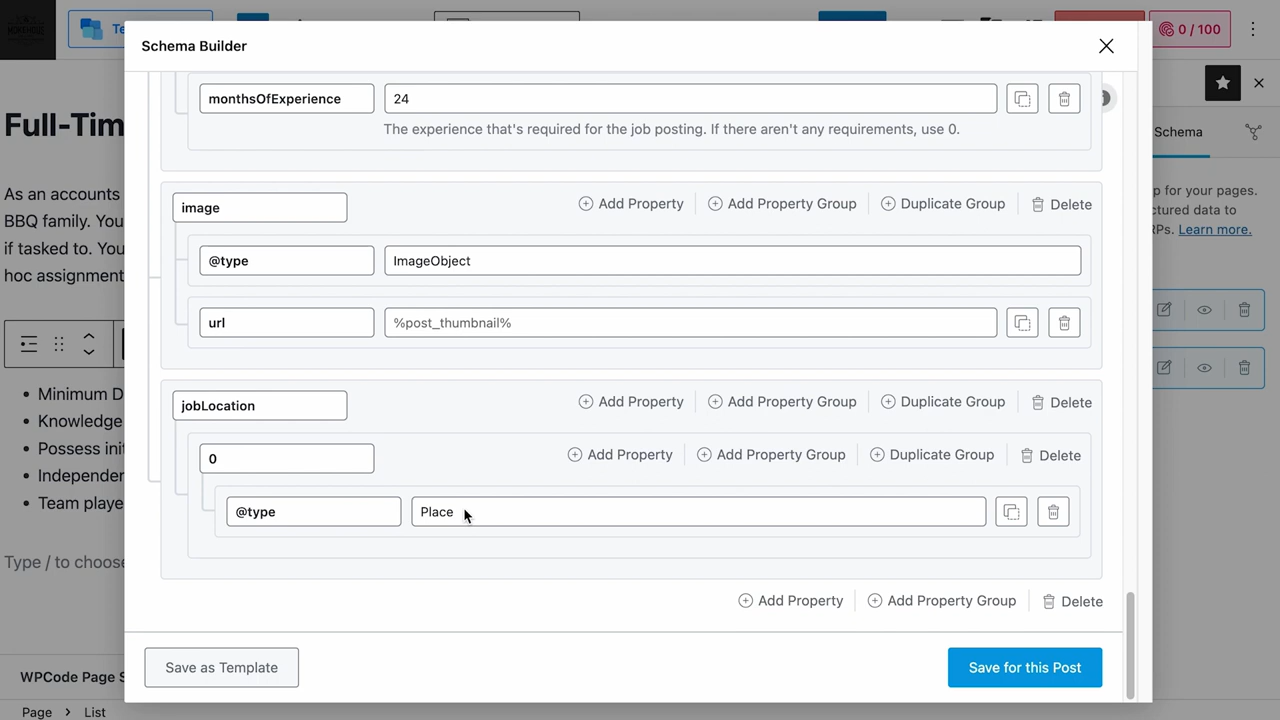 Te
0 / 100
Schema Builder
Full-Tim
Schema
monthsOfExperience
24
The experience that's required for the job posting. If there aren't any requirements, use 0.
As an accounts
BBQ family. You
if tasked to. You
hoc assignment
p for your pages.
ctured data to
RPs. Learn more.
image
Add Property
Add Property Group
Duplicate Group
Delete
@type
ImageObject
url
%post_thumbnail%
jobLocation
Add Property
Add Property Group
Duplicate Group
Delete
Minimum D
Knowledge
Possess init
Independer
Team playe
0
Add Property
Add Property Group
Duplicate Group
Delete
@type
Place
Type / to choose
Add Property
Add Property Group
Delete
Save as Template
Save for this Post
WPCode Page S
Page > List